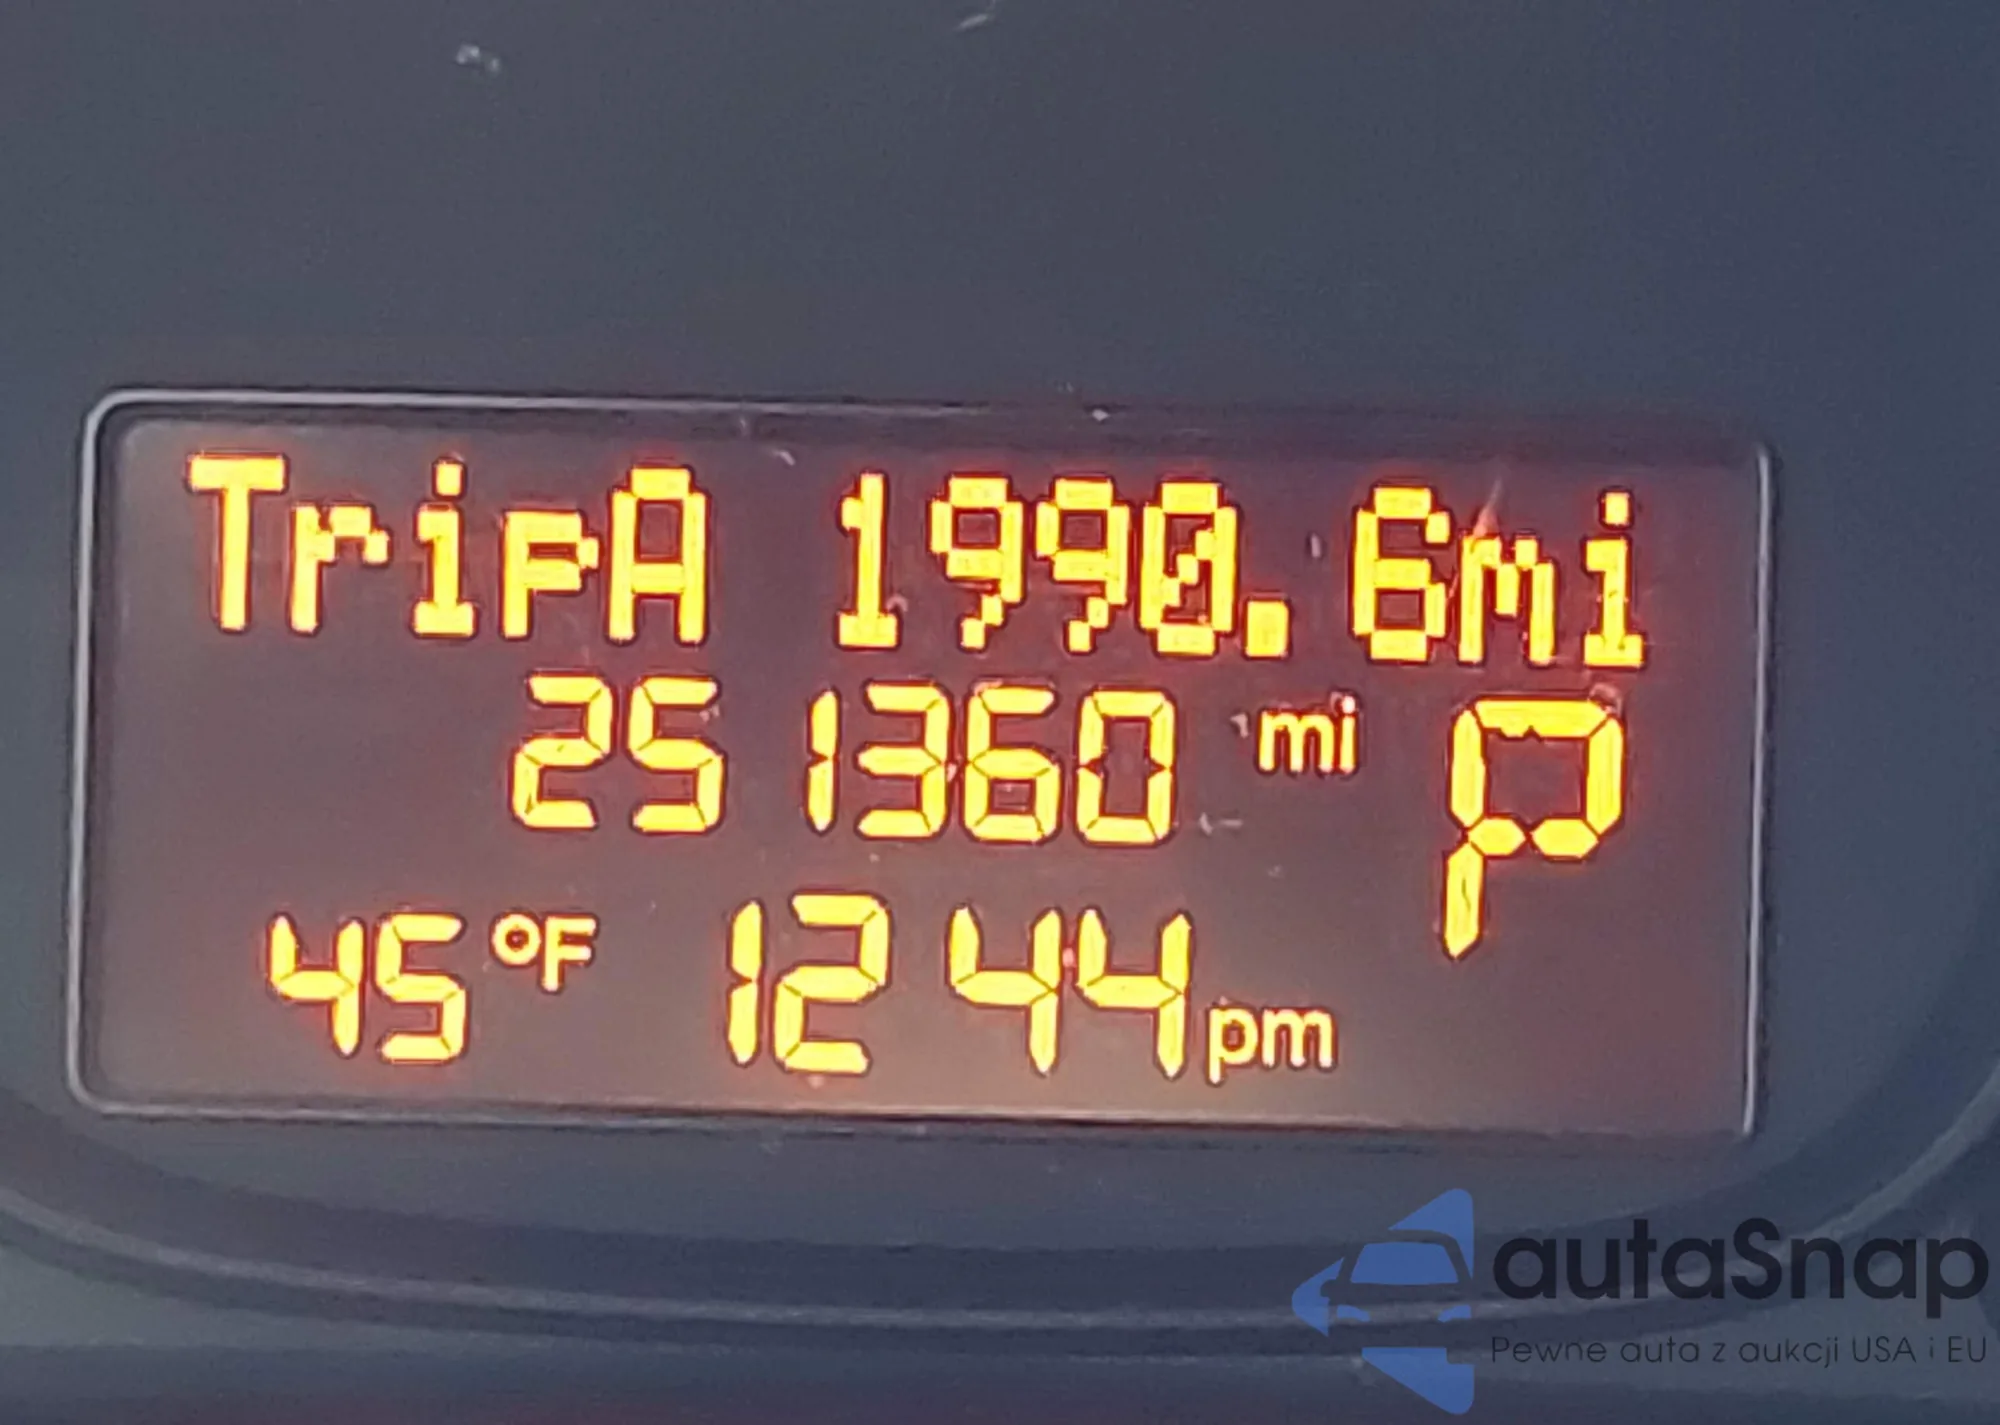 TripA 1990.6mi
251360 mi P
45 °F 12 44 pm
autaSnap
Pewne auta z aukcji USA i EU